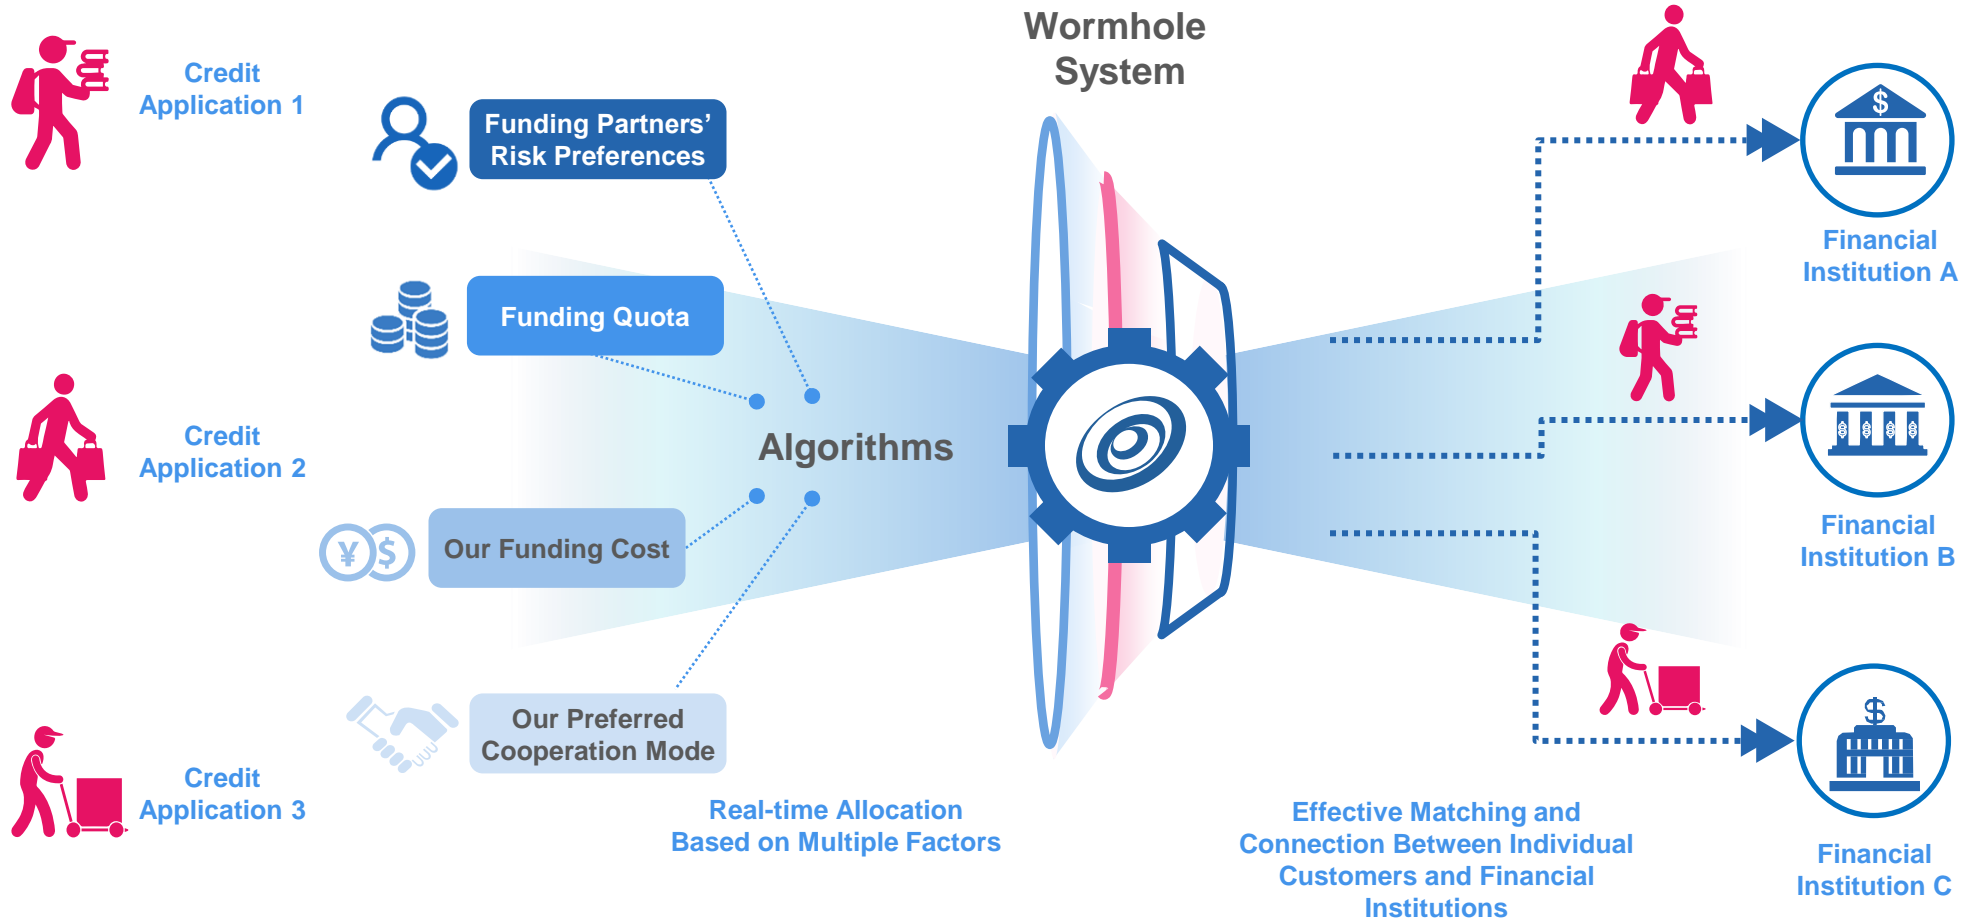 Wormhole
System
Credit
Application 1
Funding Partners’
Risk Preferences
Funding Quota
Credit
Application 2
Algorithms
Our Funding Cost
¥
$
Our Preferred
Cooperation Mode
Credit
Application 3
Real-time Allocation
Based on Multiple Factors
Effective Matching and
Connection Between Individual
Customers and Financial
Institutions
$
Financial
Institution A
$ $ $ $
Financial
Institution B
$
Financial
Institution C